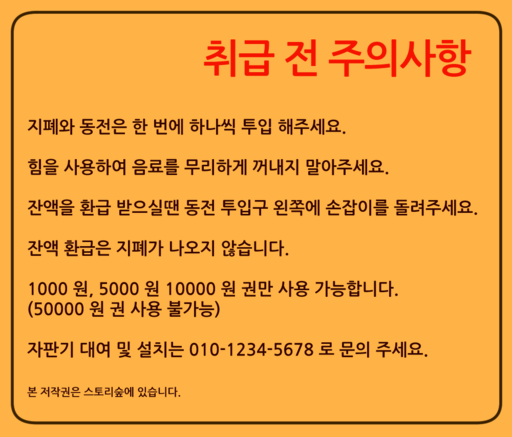 취급 전 주의사항
지폐와 동전은 한 번에 하나씩 투입 해주세요.
힘을 사용하여 음료를 무리하게 꺼내지 말아주세요.
잔액을 환급 받으실땐 동전 투입구 왼쪽에 손잡이를 돌려주세요.
잔액 환급은 지폐가 나오지 않습니다.
1000 원, 5000 원 10000 원 권만 사용 가능합니다.
(50000 원 권 사용 불가능)
자판기 대여 및 설치는 010-1234-5678 로 문의 주세요.
본 저작권은 스토리숲에 있습니다.